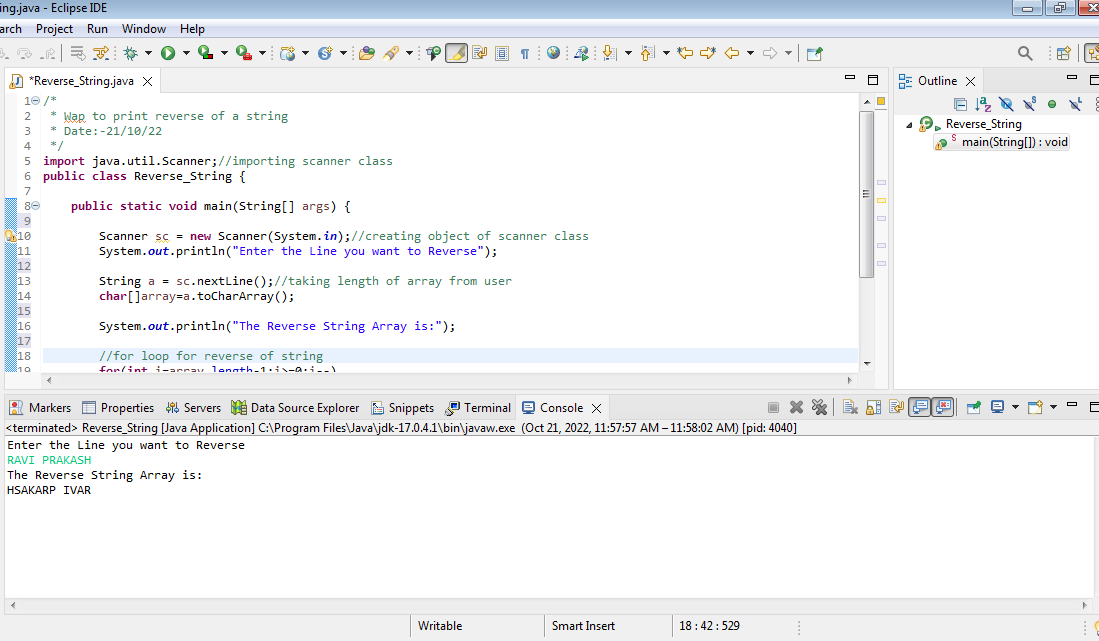 ing.java - Eclipse IDE
arch Project Run Window Help
*Reverse_String.java
1 /*
2 * Wap to print reverse of a string
3 * Date:-21/10/22
4 */
5 import java.util.Scanner;//importing scanner class
6 public class Reverse_String {
7
8 public static void main(String[] args) {
9
10 Scanner sc = new Scanner(System.in);//creating object of scanner class
11 System.out.println("Enter the Line you want to Reverse");
12
13 String a = sc.nextLine();//taking length of array from user
14 char[]array=a.toCharArray();
15
16 System.out.println("The Reverse String Array is:");
17
18 //for loop for reverse of string
19 for(int i=array.length-1;i>=0;i--)
Outline
Reverse_String
main(String[]) : void
Markers Properties Servers Data Source Explorer Snippets Terminal Console
<terminated> Reverse_String [Java Application] C:\Program Files\Java\jdk-17.0.4.1\bin\javaw.exe (Oct 21, 2022, 11:57:57 AM – 11:58:02 AM) [pid: 4040]
Enter the Line you want to Reverse
RAVI PRAKASH
The Reverse String Array is:
HSAKARP IVAR
Writable Smart Insert 18 : 42 : 529